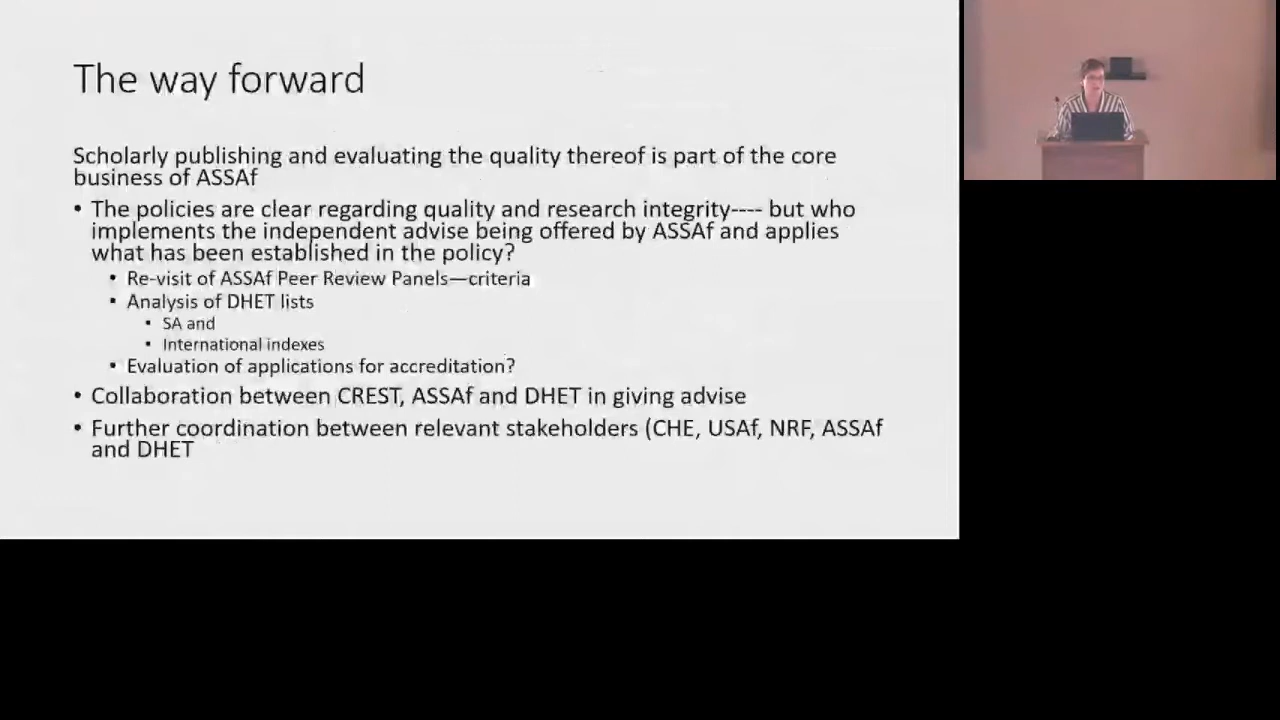 The way forward
Scholarly publishing and evaluating the quality thereof is part of the core
business of ASSAf
• The policies are clear regarding quality and research integrity---- but who
implements the independent advise being offered by ASSAf and applies
what has been established in the policy?
• Re-visit of ASSAf Peer Review Panels—criteria
• Analysis of DHET lists
• SA and
• International indexes
• Evaluation of applications for accreditation?
• Collaboration between CREST, ASSAf and DHET in giving advise
• Further coordination between relevant stakeholders (CHE, USAf, NRF, ASSAf
and DHET